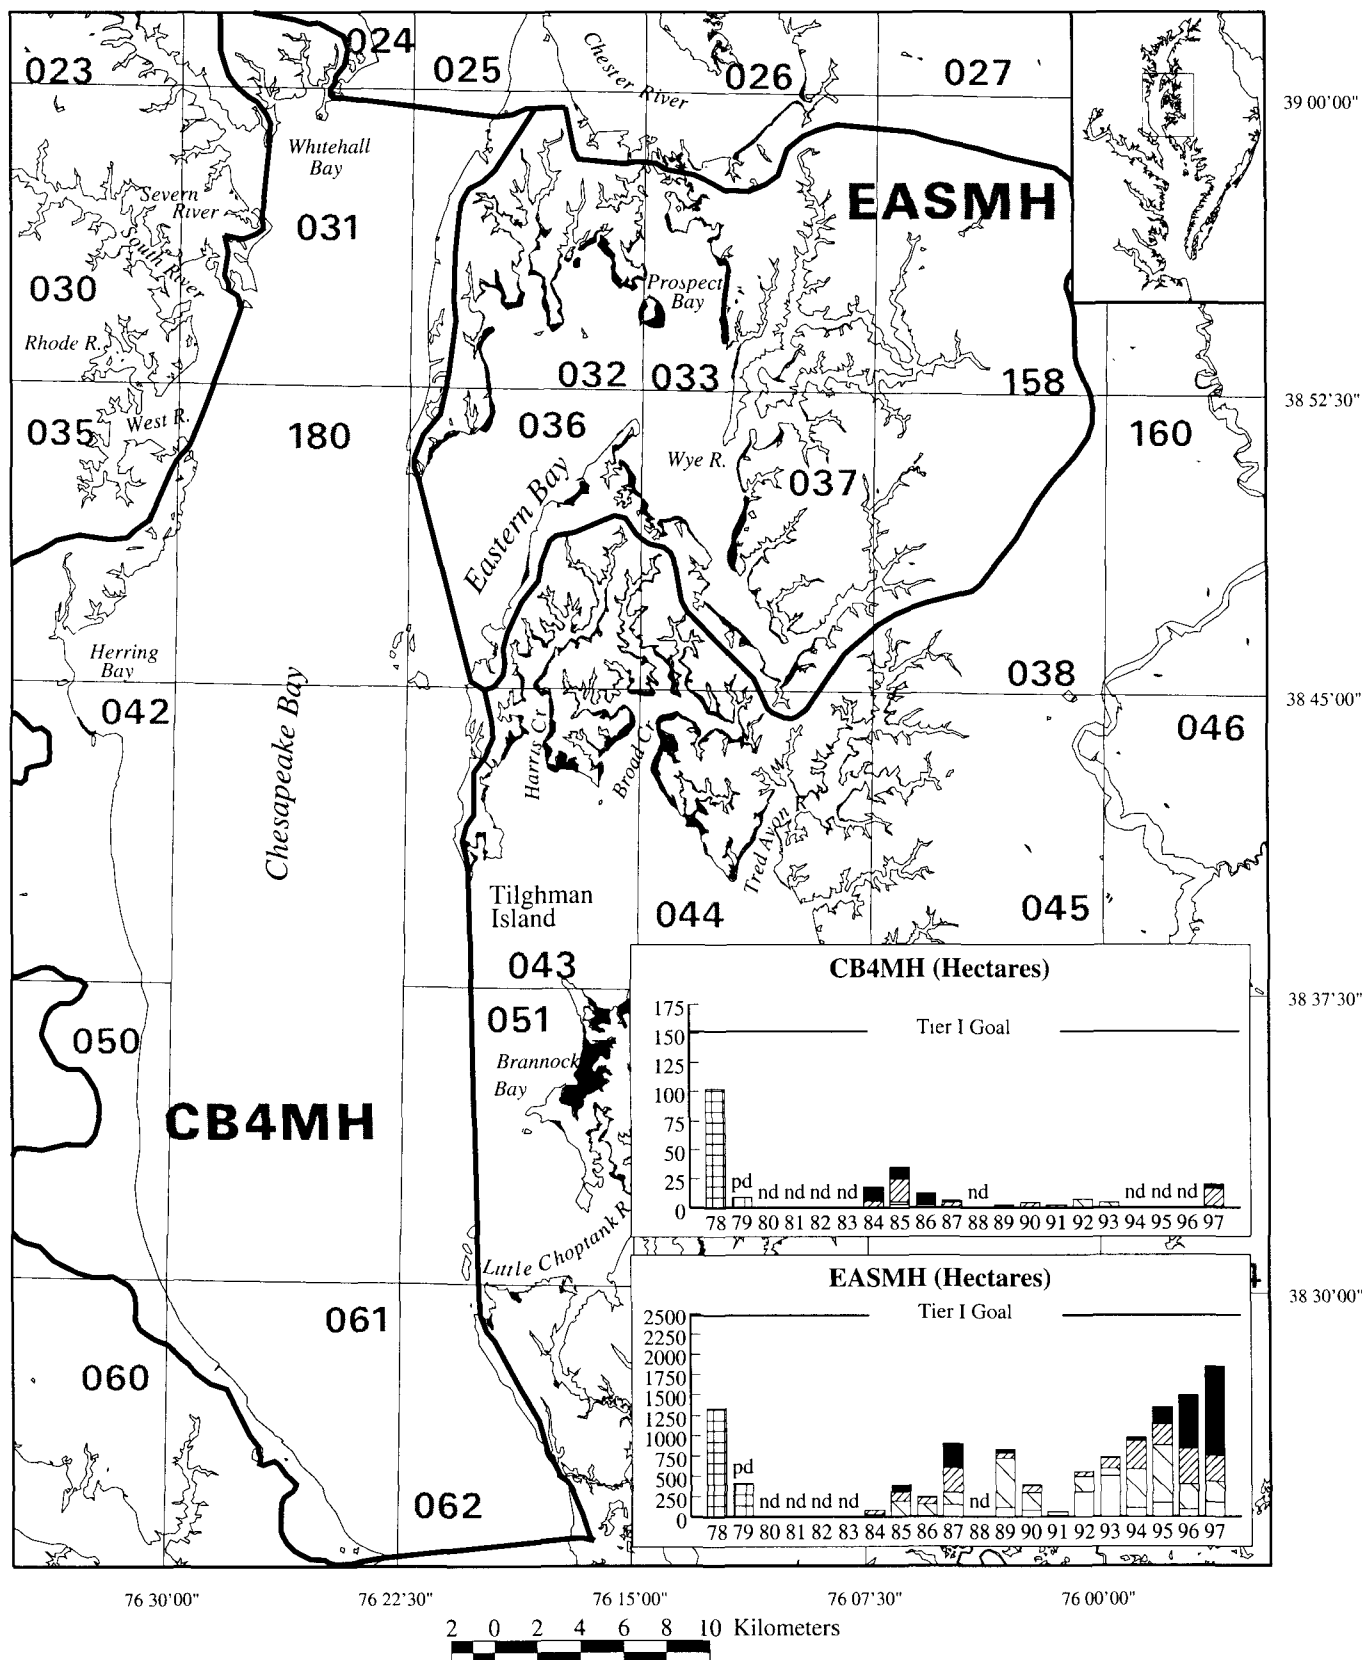 023
024
025
026
027
Chester River
39 00'00"
Whitehall
Bay
Severn
River
031
EASMH
South River
030
Prospect
Bay
Rhode R.
032
033
158
38 52'30"
035
West R.
180
036
160
Wye R.
037
Eastern Bay
Herring
Bay
038
38 45'00"
042
046
Chesapeake Bay
Harris Cr
Broad Cr
Tred Avon
Tilghman
Island
044
045
043
051
38 37'30"
050
Brannock
Bay
CB4MH
Little Choptank R
CB4MH (Hectares)
175
Tier I Goal
150
125
100
75
50
25
0
pd nd nd nd nd nd nd nd nd
78 79 80 81 82 83 84 85 86 87 88 89 90 91 92 93 94 95 96 97
38 30'00"
061
060
062
EASMH (Hectares)
Tier I Goal
2500
2250
2000
1750
1500
1250
1000
750
500
250
0
pd nd nd nd nd nd
78 79 80 81 82 83 84 85 86 87 88 89 90 91 92 93 94 95 96 97
76 30'00"
76 22'30"
76 15'00"
76 07'30"
76 00'00"
2 0 2 4 6 8 10 Kilometers